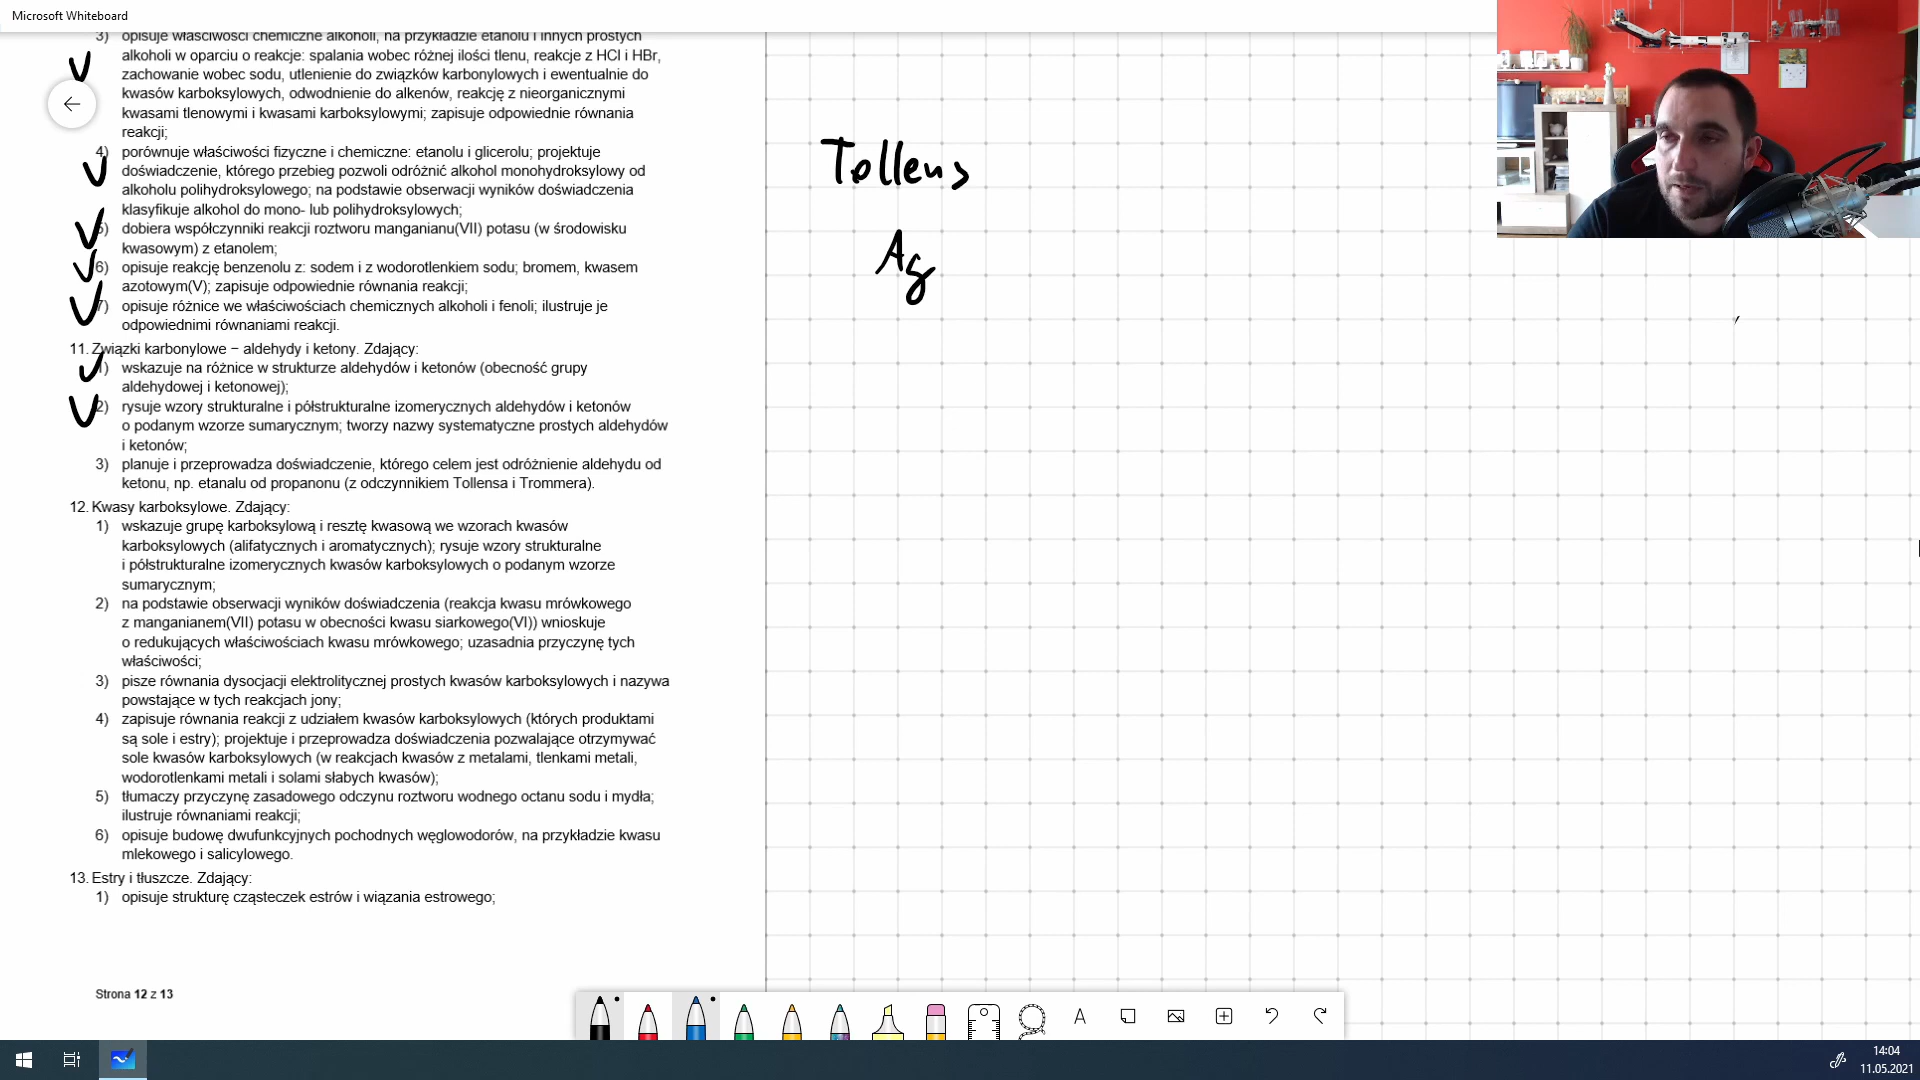 Microsoft Whiteboard
3) opisuje właściwości chemiczne alkoholi, na przykładzie etanolu i innych prostych
alkoholi w oparciu o reakcje: spalania wobec różnej ilości tlenu, reakcje z HCl i HBr,
zachowanie wobec sodu, utlenienie do związków karbonylowych i ewentualnie do
kwasów karboksylowych, odwodnienie do alkenów, reakcję z nieorganicznymi
kwasami tlenowymi i kwasami karboksylowymi; zapisuje odpowiednie równania
reakcji;
4) porównuje właściwości fizyczne i chemiczne: etanolu i glicerolu; projektuje
doświadczenie, którego przebieg pozwoli odróżnić alkohol monohydroksylowy od
alkoholu polihydroksylowego; na podstawie obserwacji wyników doświadczenia
klasyfikuje alkohol do mono- lub polihydroksylowych;
5) dobiera współczynniki reakcji roztworu manganianu(VII) potasu (w środowisku
kwasowym) z etanolem;
6) opisuje reakcję benzenolu z: sodem i z wodorotlenkiem sodu; bromem, kwasem
azotowym(V); zapisuje odpowiednie równania reakcji;
7) opisuje różnice we właściwościach chemicznych alkoholi i fenoli; ilustruje je
odpowiednimi równaniami reakcji.
11. Związki karbonylowe − aldehydy i ketony. Zdający:
1) wskazuje na różnice w strukturze aldehydów i ketonów (obecność grupy
aldehydowej i ketonowej);
2) rysuje wzory strukturalne i półstrukturalne izomerycznych aldehydów i ketonów
o podanym wzorze sumarycznym; tworzy nazwy systematyczne prostych aldehydów
i ketonów;
3) planuje i przeprowadza doświadczenie, którego celem jest odróżnienie aldehydu od
ketonu, np. etanalu od propanonu (z odczynnikiem Tollensa i Trommera).
12. Kwasy karboksylowe. Zdający:
1) wskazuje grupę karboksylową i resztę kwasową we wzorach kwasów
karboksylowych (alifatycznych i aromatycznych); rysuje wzory strukturalne
i półstrukturalne izomerycznych kwasów karboksylowych o podanym wzorze
sumarycznym;
2) na podstawie obserwacji wyników doświadczenia (reakcja kwasu mrówkowego
z manganianem(VII) potasu w obecności kwasu siarkowego(VI)) wnioskuje
o redukujących właściwościach kwasu mrówkowego; uzasadnia przyczynę tych
właściwości;
3) pisze równania dysocjacji elektrolitycznej prostych kwasów karboksylowych i nazywa
powstające w tych reakcjach jony;
4) zapisuje równania reakcji z udziałem kwasów karboksylowych (których produktami
są sole i estry); projektuje i przeprowadza doświadczenia pozwalające otrzymywać
sole kwasów karboksylowych (w reakcjach kwasów z metalami, tlenkami metali,
wodorotlenkami metali i solami słabych kwasów);
5) tłumaczy przyczynę zasadowego odczynu roztworu wodnego octanu sodu i mydła;
ilustruje równaniami reakcji;
6) opisuje budowę dwufunkcyjnych pochodnych węglowodorów, na przykładzie kwasu
mlekowego i salicylowego.
13. Estry i tłuszcze. Zdający:
1) opisuje strukturę cząsteczek estrów i wiązania estrowego;
Strona 12 z 13
Tollens
Ag
14:04
11.05.2021